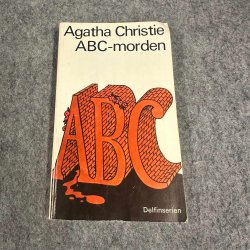 Agatha Christie
ABC-morden
ABC
Delfinserien